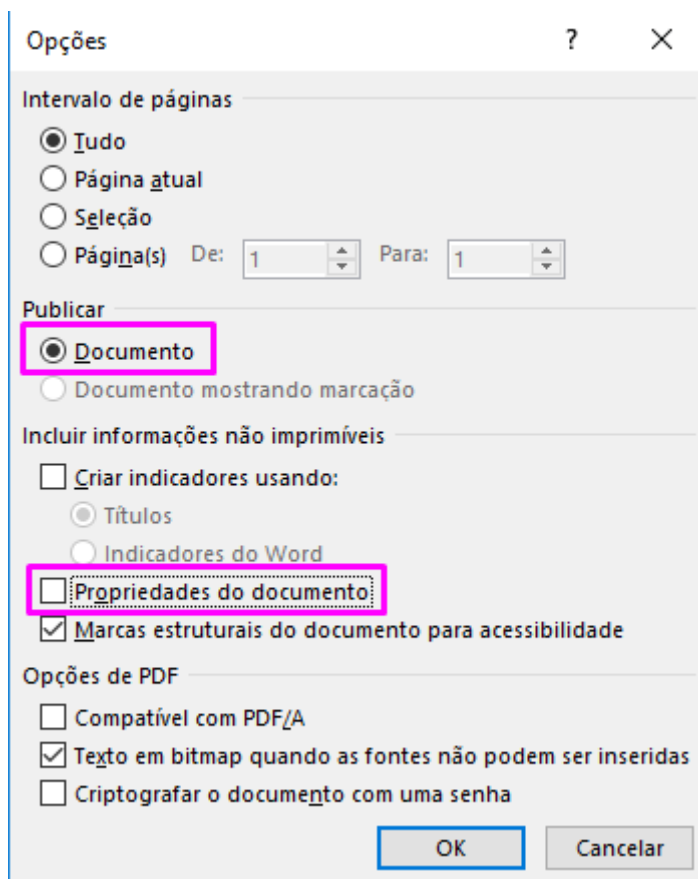 Opções ?
Intervalo de páginas
Tudo
Página atual
Seleção
Página(s) De: 1 Para: 1
Publicar
Documento
Documento mostrando marcação
Incluir informações não imprimíveis
Criar indicadores usando:
Títulos
Indicadores do Word
Propriedades do documento
Marcas estruturais do documento para acessibilidade
Opções de PDF
Compatível com PDF/A
Texto em bitmap quando as fontes não podem ser inseridas
Criptografar o documento com uma senha
OK Cancelar